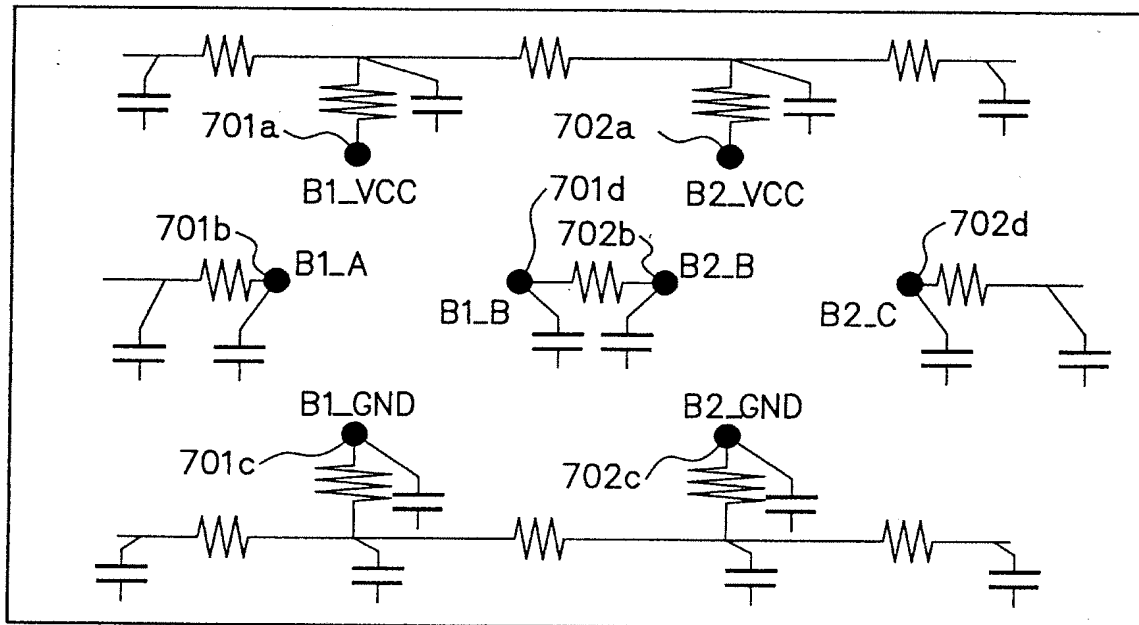 701a
702a
B1_VCC
B2_VCC
701d
701b
702b
702d
B1_A
B2_B
B1_B
B2_C
B1_GND
B2_GND
701c
702c